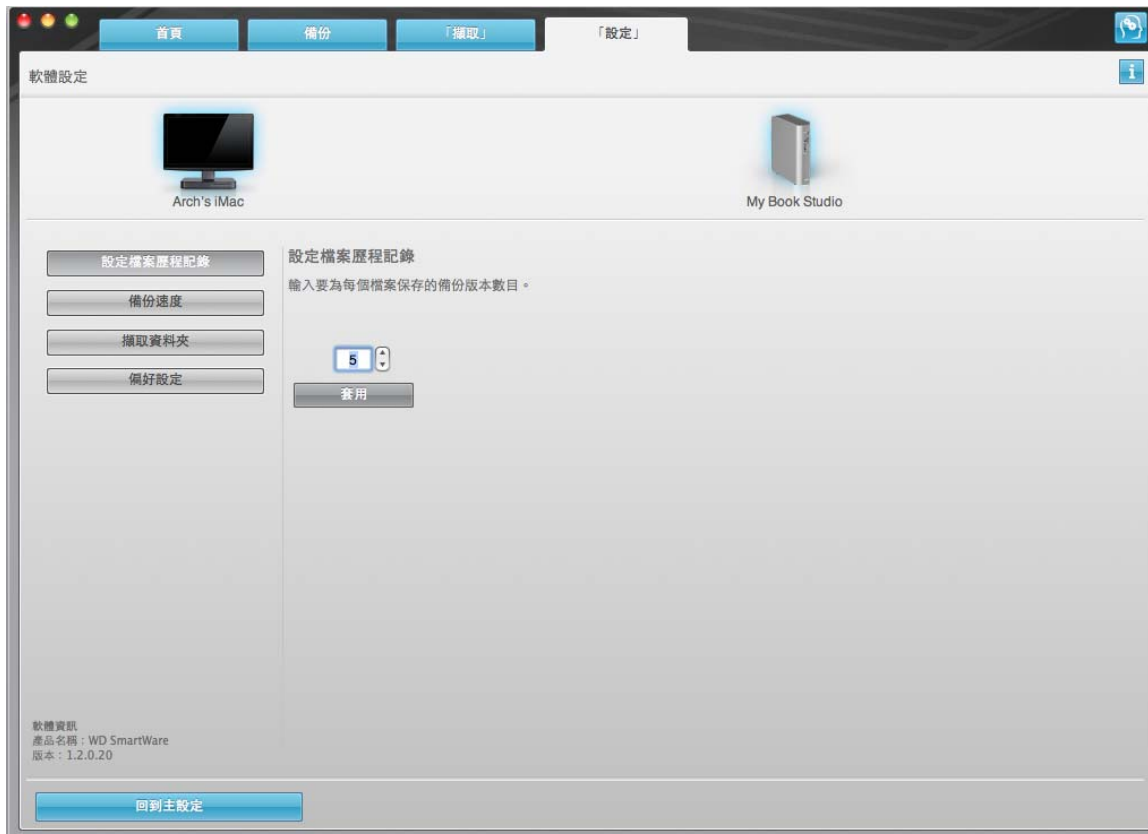 首頁
備份
「擷取」
「設定」
軟體設定
Arch's iMac
My Book Studio
設定檔案歷程記錄
備份速度
擷取資料夾
偏好設定
設定檔案歷程記錄
輸入要為每個檔案保存的備份版本數目。
5
套用
軟體資訊
產品名稱：WD SmartWare
版本：1.2.0.20
回到主設定